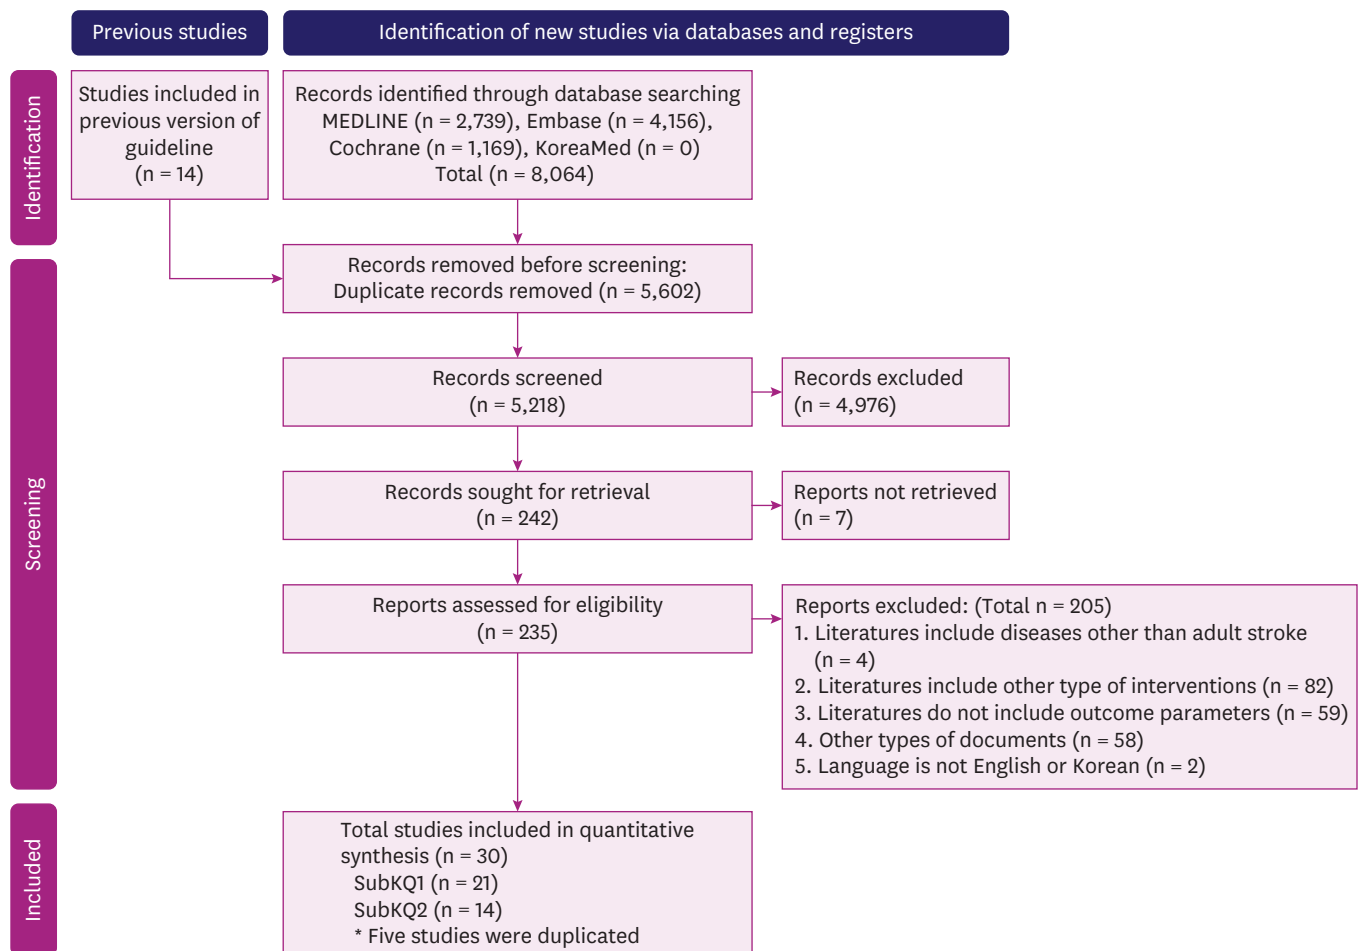 Previous studies
Identification of new studies via databases and registers
Identification
Studies included in
previous version of
guideline
(n = 14)
Records identified through database searching
MEDLINE (n = 2,739), Embase (n = 4,156),
Cochrane (n = 1,169), KoreaMed (n = 0)
Total (n = 8,064)
Screening
Records removed before screening:
Duplicate records removed (n = 5,602)
Records screened
(n = 5,218)
Records excluded
(n = 4,976)
Records sought for retrieval
(n = 242)
Reports not retrieved
(n = 7)
Reports assessed for eligibility
(n = 235)
Reports excluded: (Total n = 205)
1. Literatures include diseases other than adult stroke
(n = 4)
2. Literatures include other type of interventions (n = 82)
3. Literatures do not include outcome parameters (n = 59)
4. Other types of documents (n = 58)
5. Language is not English or Korean (n = 2)
Included
Total studies included in quantitative
synthesis (n = 30)
SubKQ1 (n = 21)
SubKQ2 (n = 14)
* Five studies were duplicated